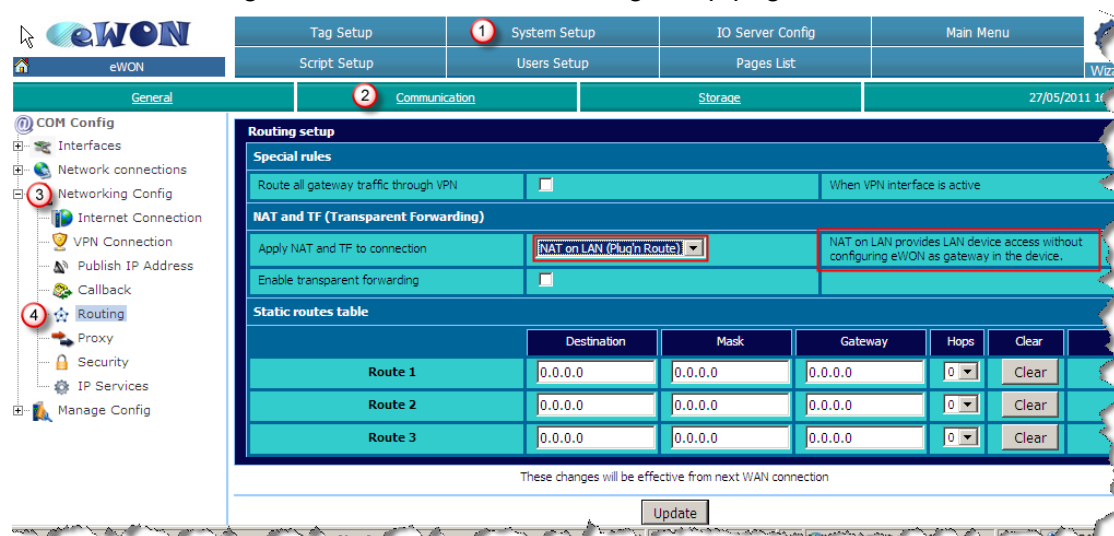 eWON
Tag Setup
1
System Setup
IO Server Config
Main Menu
eWON
Script Setup
Users Setup
Pages List
General
2
Communication
Storage
27/05/2011
COM Config
Interfaces
Network connections
3
Networking Config
Internet Connection
VPN Connection
Publish IP Address
Callback
4
Routing
Proxy
Security
IP Services
Manage Config
Routing setup
Special rules
Route all gateway traffic through VPN
When VPN interface is active
NAT and TF (Transparent Forwarding)
Apply NAT and TF to connection
NAT on LAN (Plug'n Route)
NAT on LAN provides LAN device access without
configuring eWON as gateway in the device.
Enable transparent forwarding
Static routes table
Destination
Mask
Gateway
Hops
Clear
Route 1
0.0.0.0
0.0.0.0
0.0.0.0
0
Clear
Route 2
0.0.0.0
0.0.0.0
0.0.0.0
0
Clear
Route 3
0.0.0.0
0.0.0.0
0.0.0.0
0
Clear
These changes will be effective from next WAN connection
Update